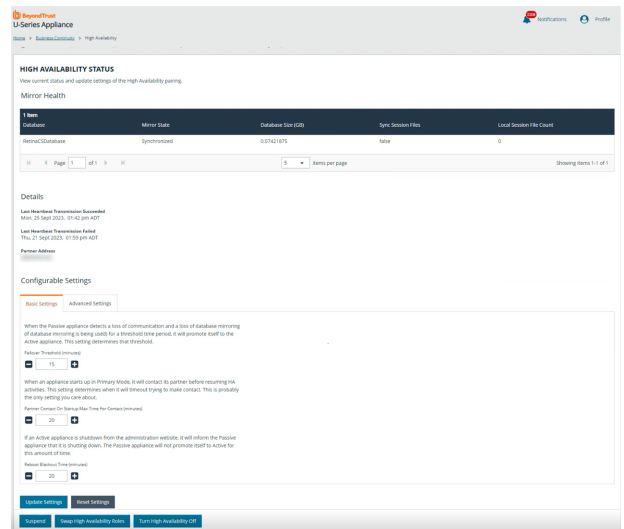 BeyondTrust
U-Series Appliance
Notifications
Profile
Home > Business Continuity > High Availability
HIGH AVAILABILITY STATUS
View current status and update settings of the High Availability pairing.
Mirror Health
1 item
Database Mirror State Database Size (GB) Sync Session Files Local Session File Count
RetinaCSDatabase Synchronized 0.07421875 false 0
Page 1 of 1 5 items per page Showing items 1-1 of 1
Details
Last Heartbeat Transmission Succeeded
Mon, 25 Sept 2023, 01:42 pm ADT
Last Heartbeat Transmission Failed
Thu, 21 Sept 2023, 01:59 pm ADT
Partner Address
Configurable Settings
Basic Settings Advanced Settings
When the Passive appliance detects a loss of communication and a loss of database mirroring
(if database mirroring is being used) for a threshold time period, it will promote itself to the
Active appliance. This setting determines that threshold.
Failover Threshold (minutes)
15
When an appliance starts up in Primary Mode, it will contact its partner before resuming HA
activities. This setting determines when it will timeout trying to make contact. This is probably
the only setting you care about.
Partner Contact On Startup Max Time For Contact (minutes)
20
If an Active appliance is shutdown from the administration website, it will inform the Passive
appliance that it is shutting down. The Passive appliance will not promote itself to Active for
this amount of time.
Reboot Blackout Time (minutes)
20
Update Settings Reset Settings
Suspend Swap High Availability Roles Turn High Availability Off